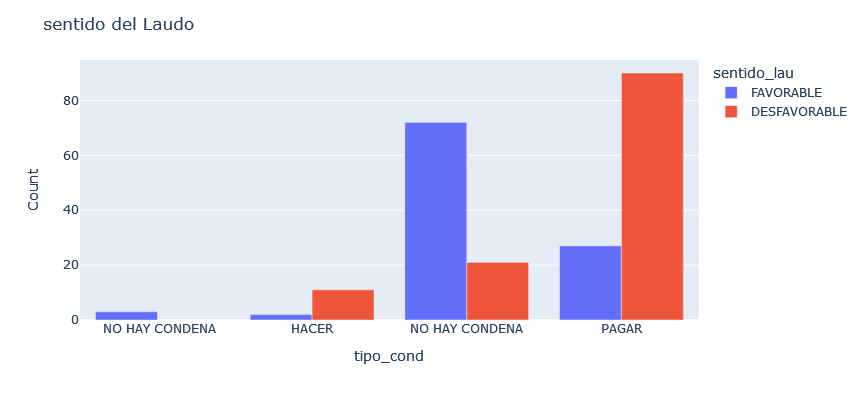 sentido del Laudo
sentido_lau
FAVORABLE
DESFAVORABLE
Count
80
60
40
20
0
NO HAY CONDENA
HACER
NO HAY CONDENA
PAGAR
tipo_cond